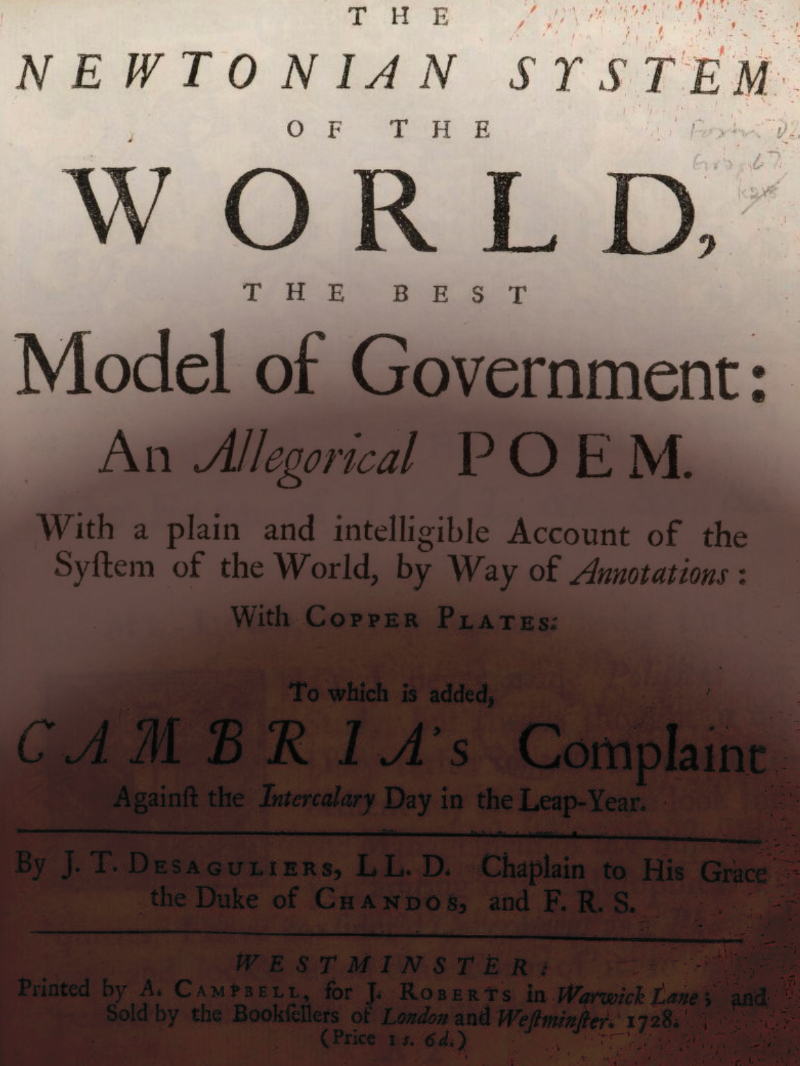 THE
NEWTONIAN SYSTEM
OF THE
WORLD,
THE BEST
Model of Government:
An Allegorical POEM.
With a plain and intelligible Account of the
Syſtem of the World, by Way of Annotations:
With COPPER PLATES:
To which is added,
CAMBRIA's Complaint
Againſt the Intercalary Day in the Leap-Year.
By J. T. DESAGULIERS, LL. D. Chaplain to His Grace
the Duke of CHANDOS, and F. R. S.
WESTMINSTER:
Printed by A. CAMPBELL, for J. ROBERTS in Warwick Lane; and
Sold by the Bookſellers of London and Weſtminſter. 1728.
(Price 1 s. 6d.)